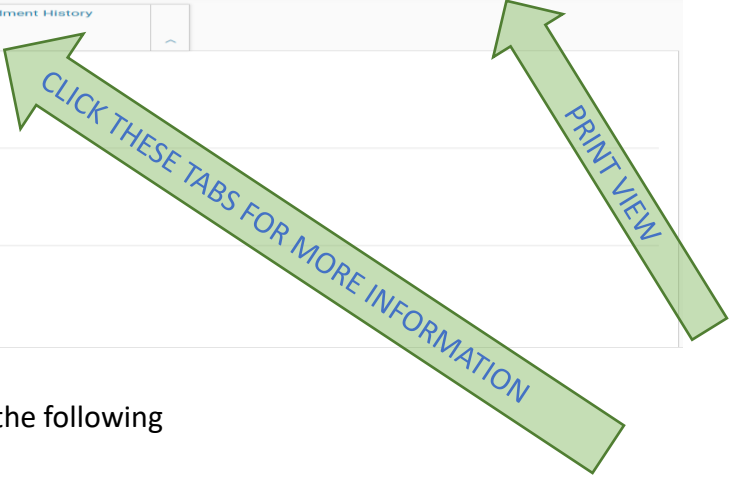 lment History
CLICK THESE TABS FOR MORE INFORMATION
PRINT VIEW
the following